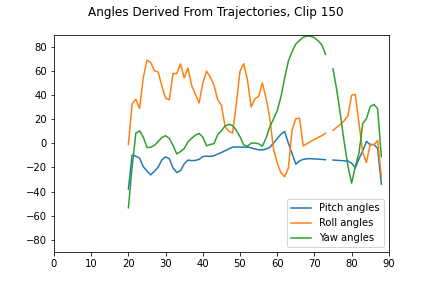 Angles Derived From Trajectories, Clip 150
80
60
40
20
0
−20
−40
−60
−80
0 10 20 30 40 50 60 70 80 90
Pitch angles
Roll angles
Yaw angles